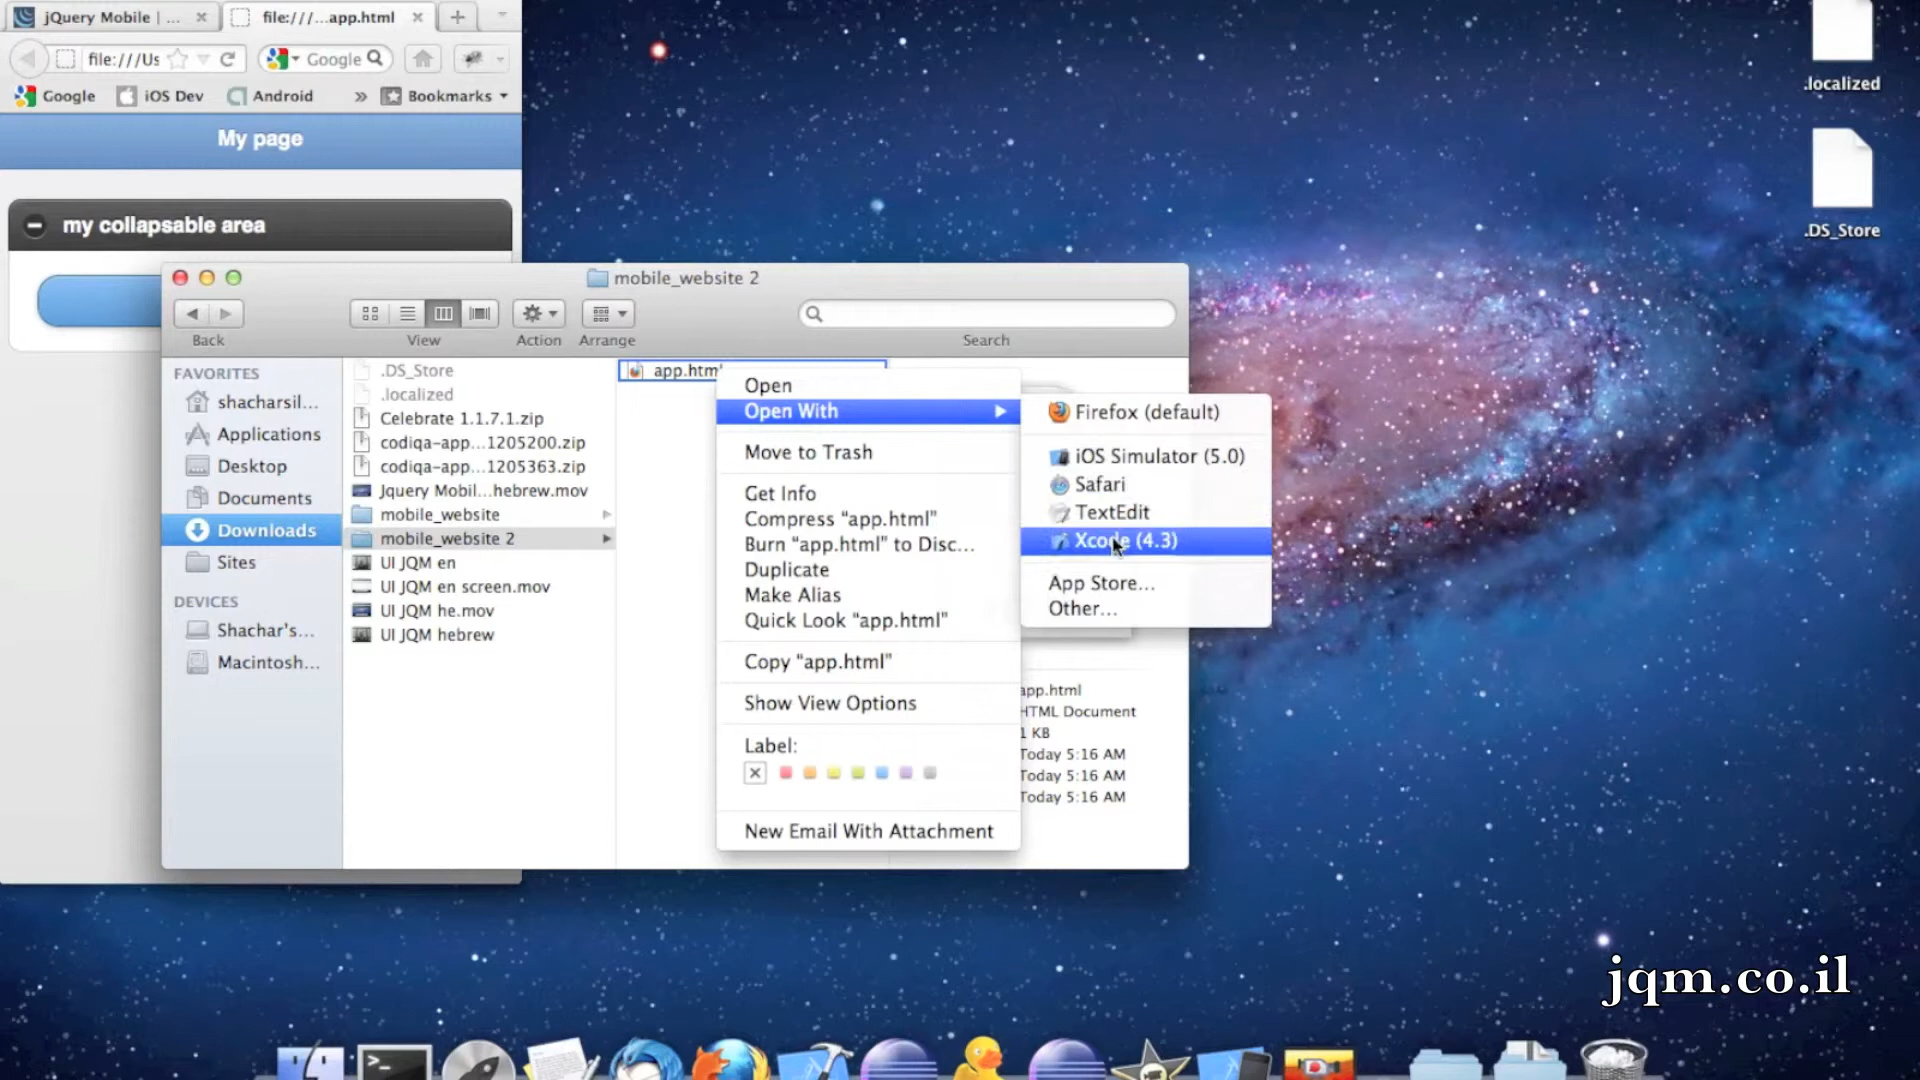 jQuery Mobile | ...
file:///...app.html
file:///Us
Google
Google
iOS Dev
Android
»
Bookmarks
My page
my collapsable area
.localized
.DS_Store
mobile_website 2
Back
View
Action
Arrange
Search
FAVORITES
shacharsil...
Applications
Desktop
Documents
Downloads
Sites
DEVICES
Shachar's...
Macintosh...
.DS_Store
.localized
Celebrate 1.1.7.1.zip
codiqa-app...1205200.zip
codiqa-app...1205363.zip
Jquery Mobil...hebrew.mov
mobile_website
mobile_website 2
UI JQM en
UI JQM en screen.mov
UI JQM he.mov
UI JQM hebrew
app.html
Open
Open With
Move to Trash
Get Info
Compress "app.html"
Burn "app.html" to Disc...
Duplicate
Make Alias
Quick Look "app.html"
Copy "app.html"
Show View Options
Label:
New Email With Attachment
Firefox (default)
iOS Simulator (5.0)
Safari
TextEdit
Xcode (4.3)
App Store...
Other...
app.html
HTML Document
1 KB
Today 5:16 AM
Today 5:16 AM
Today 5:16 AM
jqm.co.il